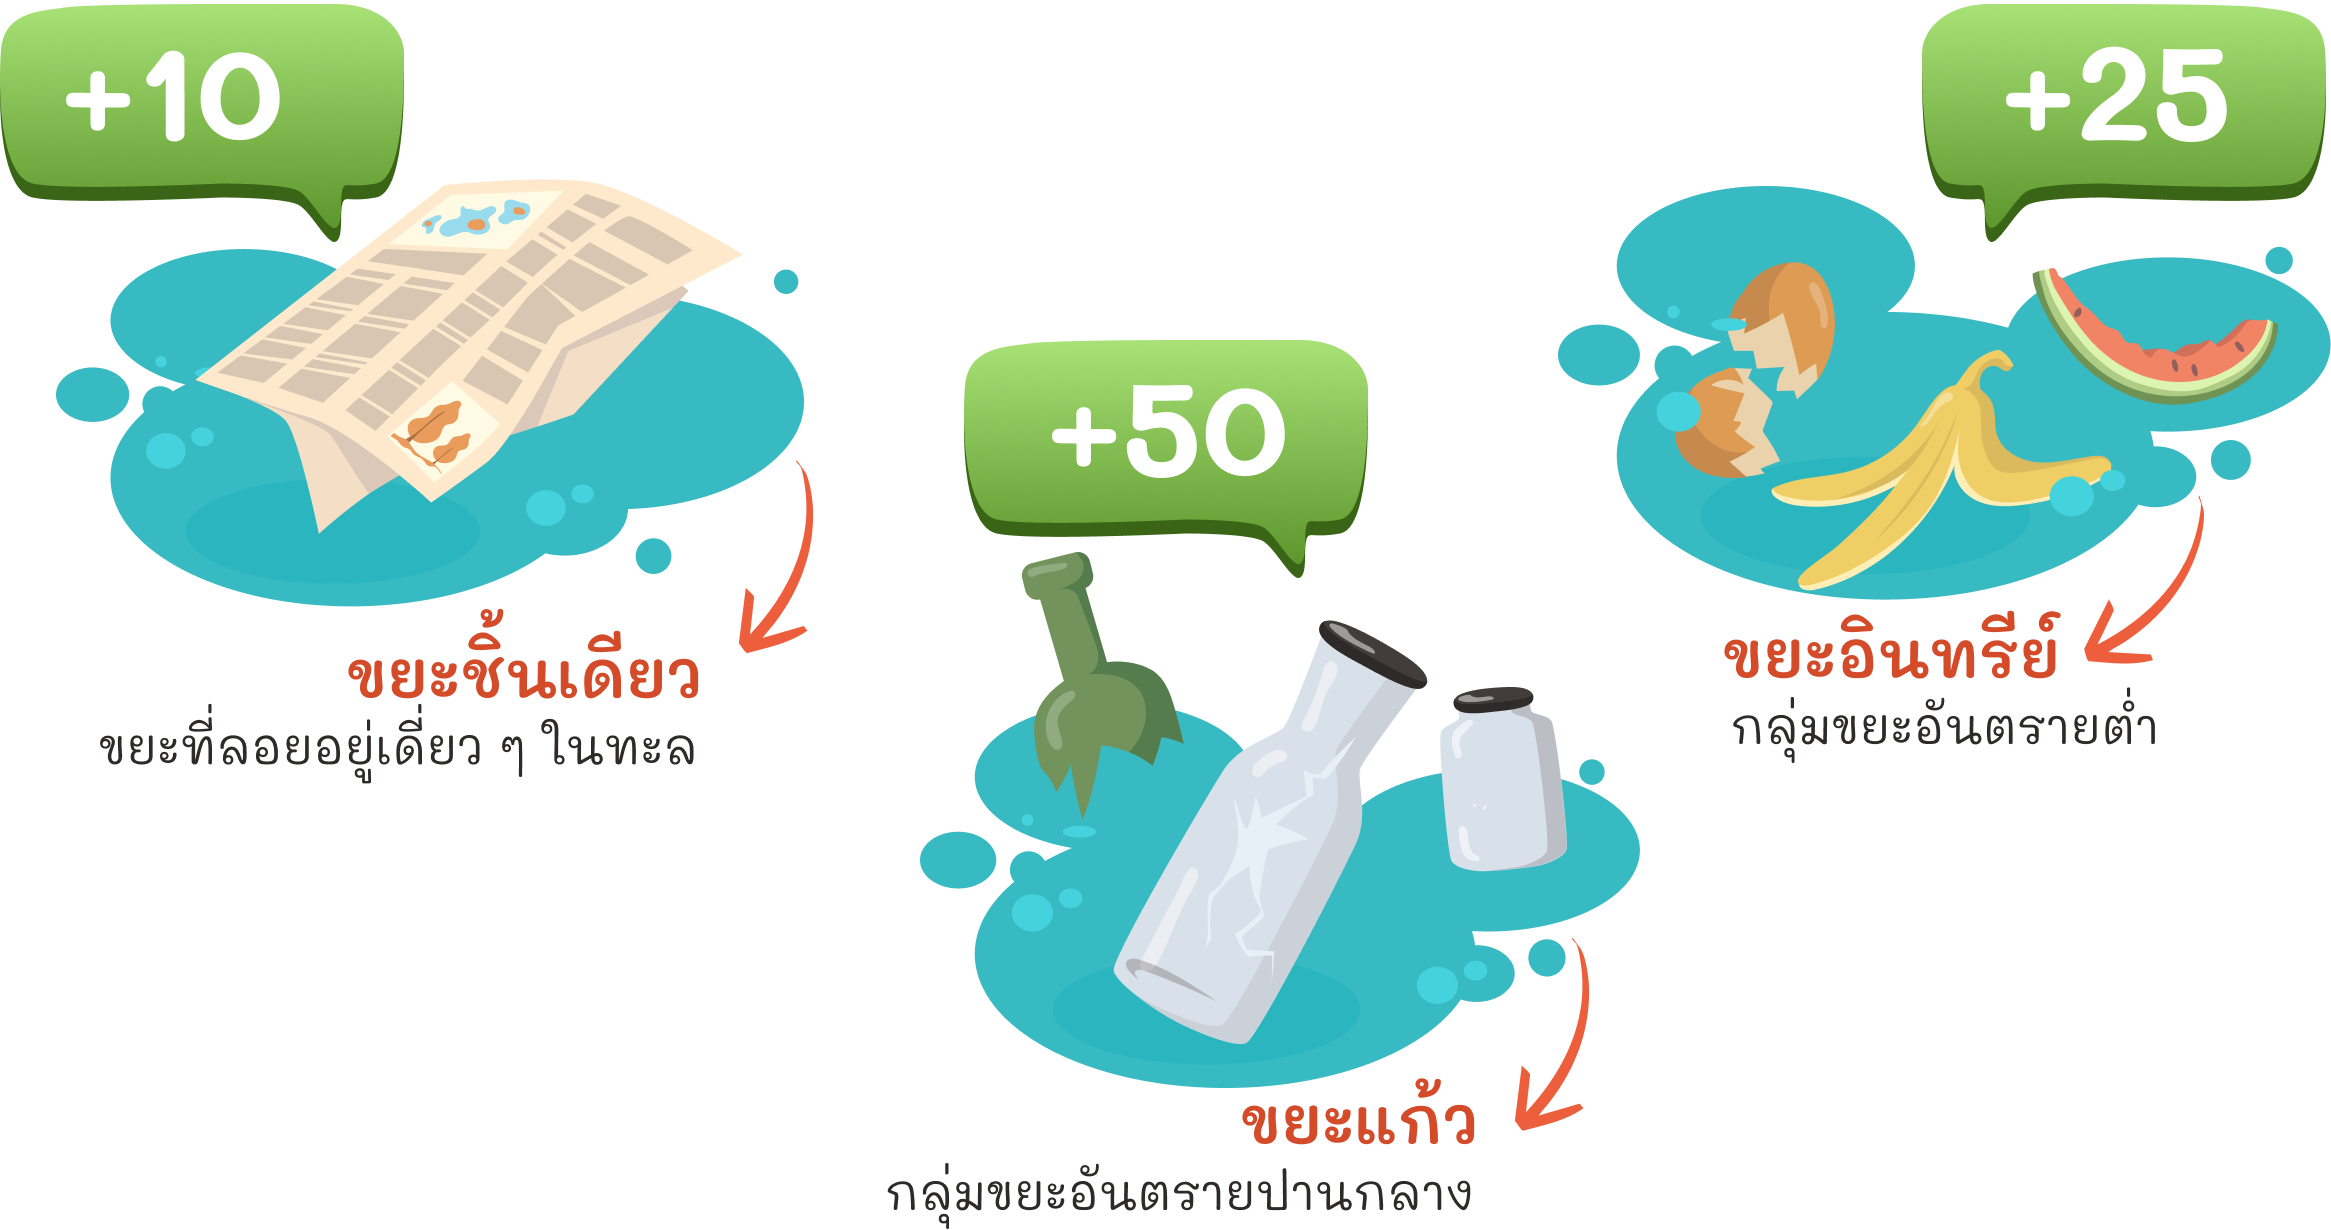 +10
ขยะชิ้นเดียว
ขยะที่ลอยอยู่เดี่ยว ๆ ในทะล
+50
ขยะแก้ว
กลุ่มขยะอันตรายปานกลาง
+25
ขยะอินทรีย์
กลุ่มขยะอันตรายต่ำ